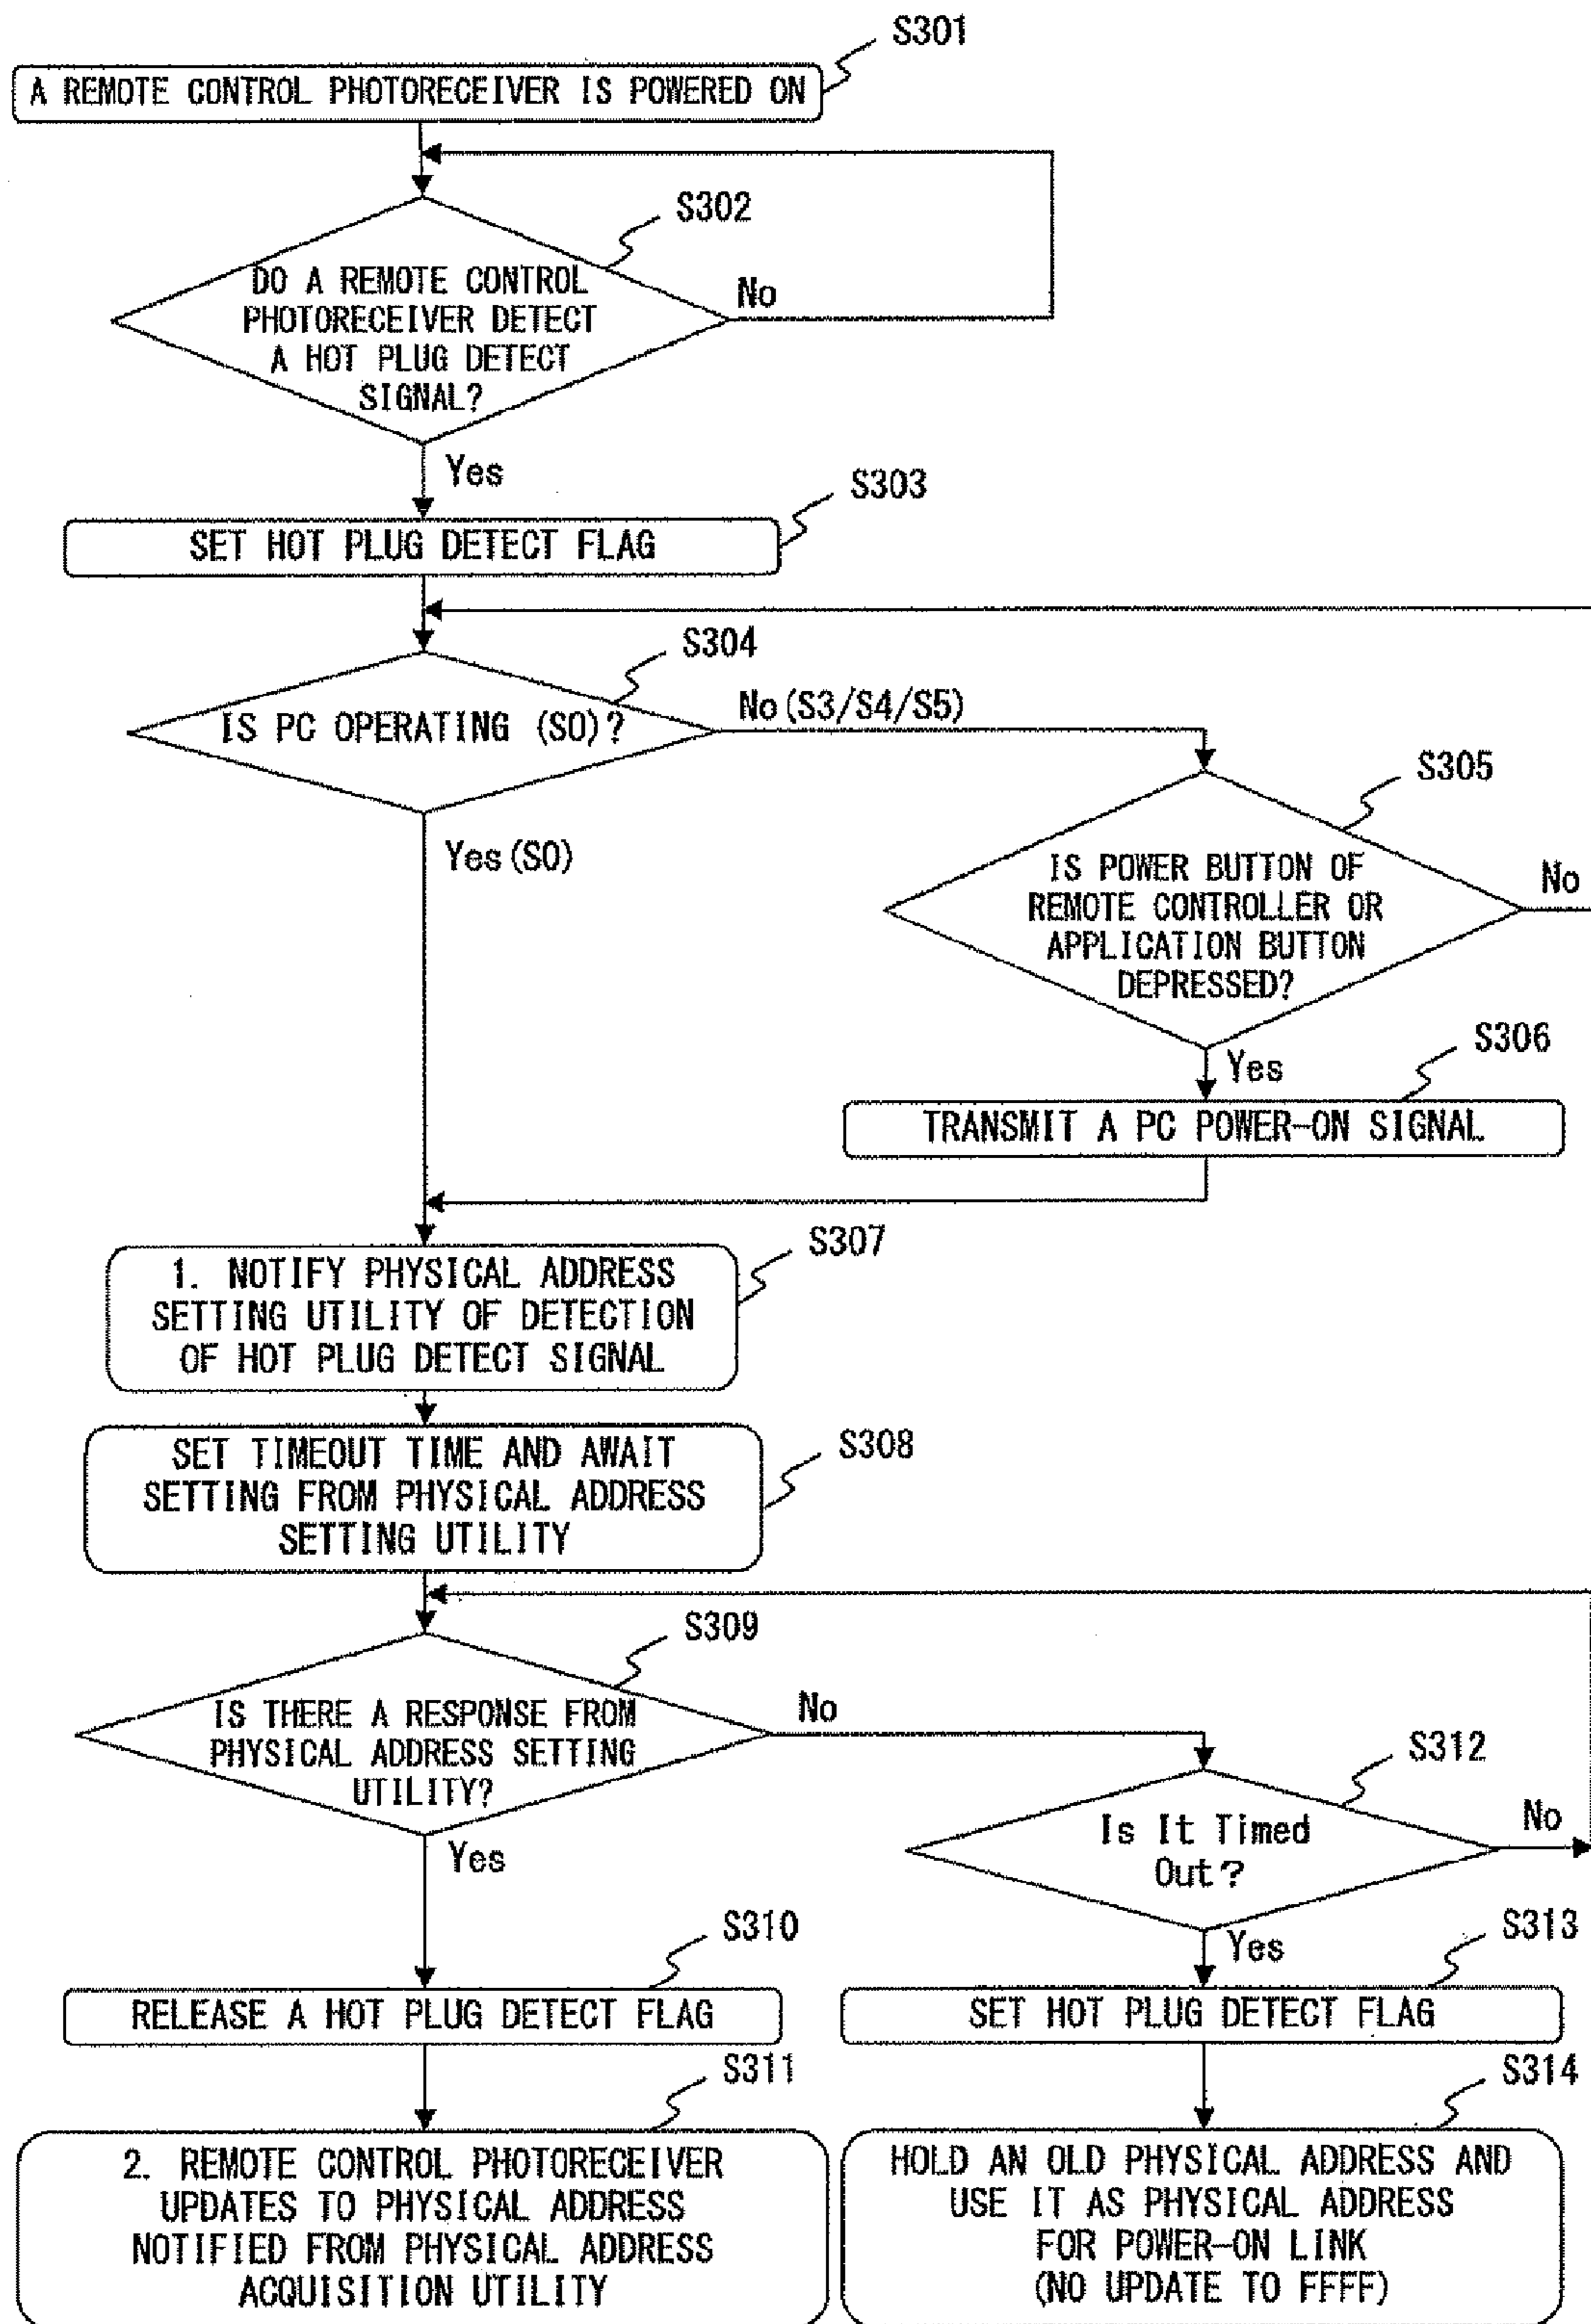 S301
A REMOTE CONTROL PHOTORECEIVER IS POWERED ON
S302
DO A REMOTE CONTROL
PHOTORECEIVER DETECT
A HOT PLUG DETECT
SIGNAL?
No
Yes
S303
SET HOT PLUG DETECT FLAG
S304
IS PC OPERATING (S0)?
No(S3/S4/S5)
Yes(S0)
S305
IS POWER BUTTON OF
REMOTE CONTROLLER OR
APPLICATION BUTTON
DEPRESSED?
No
Yes
S306
TRANSMIT A PC POWER-ON SIGNAL
S307
1. NOTIFY PHYSICAL ADDRESS
SETTING UTILITY OF DETECTION
OF HOT PLUG DETECT SIGNAL
S308
SET TIMEOUT TIME AND AWAIT
SETTING FROM PHYSICAL ADDRESS
SETTING UTILITY
S309
IS THERE A RESPONSE FROM
PHYSICAL ADDRESS SETTING
UTILITY?
No
Yes
S312
Is It Timed
Out?
No
Yes
S310
RELEASE A HOT PLUG DETECT FLAG
S313
SET HOT PLUG DETECT FLAG
S311
2. REMOTE CONTROL PHOTORECEIVER
UPDATES TO PHYSICAL ADDRESS
NOTIFIED FROM PHYSICAL ADDRESS
ACQUISITION UTILITY
S314
HOLD AN OLD PHYSICAL ADDRESS AND
USE IT AS PHYSICAL ADDRESS
FOR POWER-ON LINK
(NO UPDATE TO FFFF)